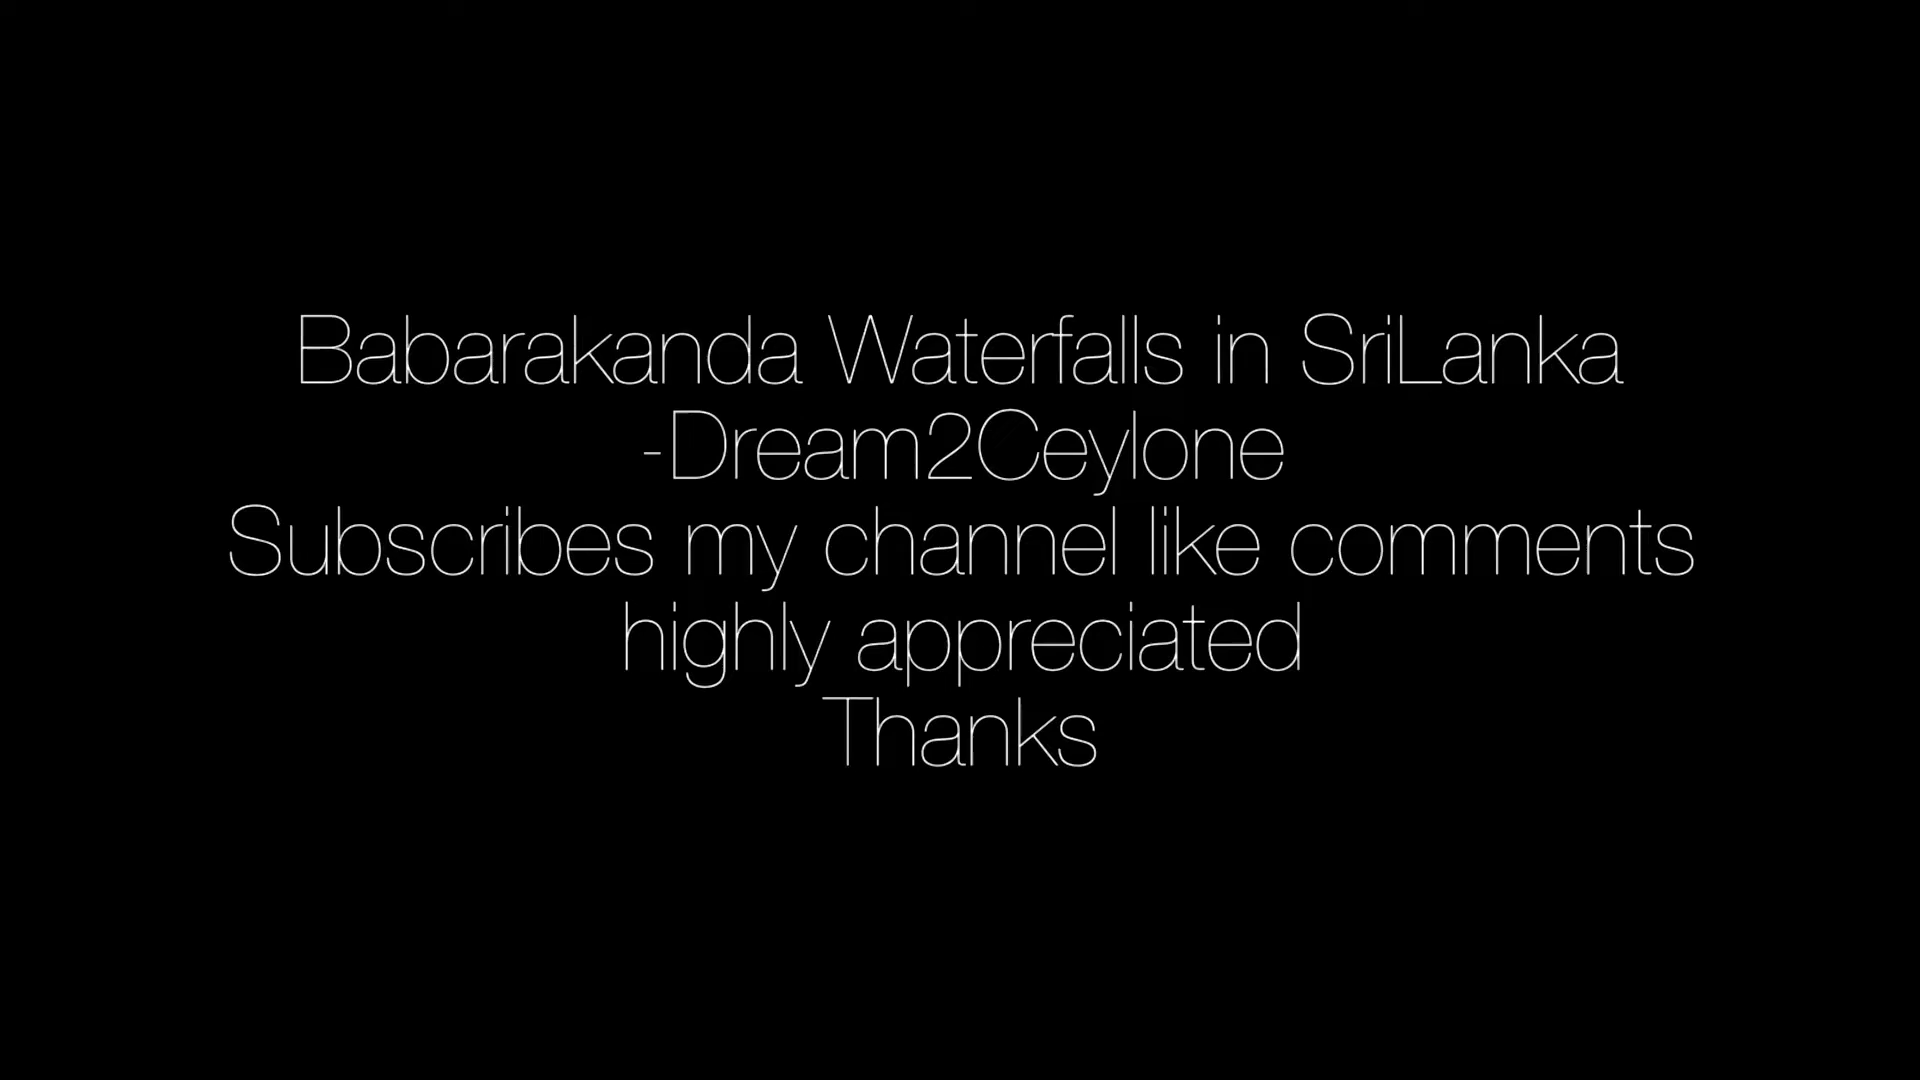 Babarakanda Waterfalls in SriLanka
-Dream2Ceylone
Subscribes my channel like comments
highly appreciated
Thanks